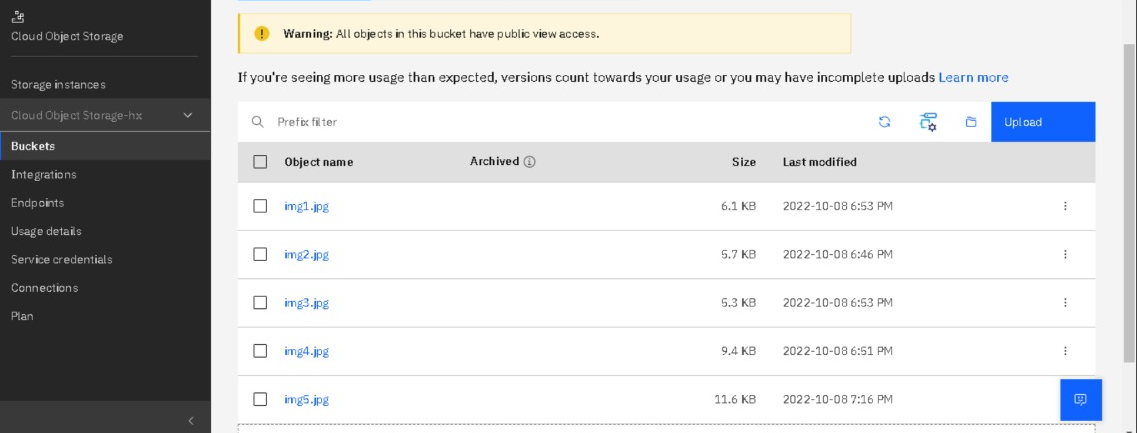 Cloud Object Storage
Storage instances
Cloud Object Storage-hx
Buckets
Integrations
Endpoints
Usage details
Service credentials
Connections
Plan
Warning: All objects in this bucket have public view access.
If you're seeing more usage than expected, versions count towards your usage or you may have incomplete uploads Learn more
Prefix filter Upload
Object name Archived Size Last modified
img1.jpg 6.1 KB 2022-10-08 6:53 PM
img2.jpg 5.7 KB 2022-10-08 6:46 PM
img3.jpg 5.3 KB 2022-10-08 6:53 PM
img4.jpg 9.4 KB 2022-10-08 6:51 PM
img5.jpg 11.6 KB 2022-10-08 7:16 PM